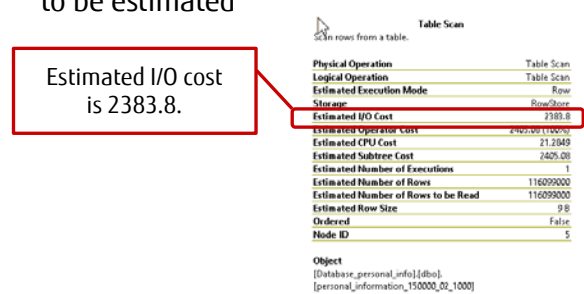 to be estimated
Estimated I/O cost
is 2383.8.
Table Scan
Scan rows from a table.
Physical Operation Table Scan
Logical Operation Table Scan
Estimated Execution Mode Row
Storage RowStore
Estimated I/O Cost 2383.8
Estimated Operator Cost 2405.08 (100%)
Estimated CPU Cost 21.2849
Estimated Subtree Cost 2405.08
Estimated Number of Executions 1
Estimated Number of Rows 116099000
Estimated Number of Rows to be Read 116099000
Estimated Row Size 9 B
Ordered False
Node ID 5
Object
[Database_personal_info].[dbo].
[personal_information_150000_02_1000]